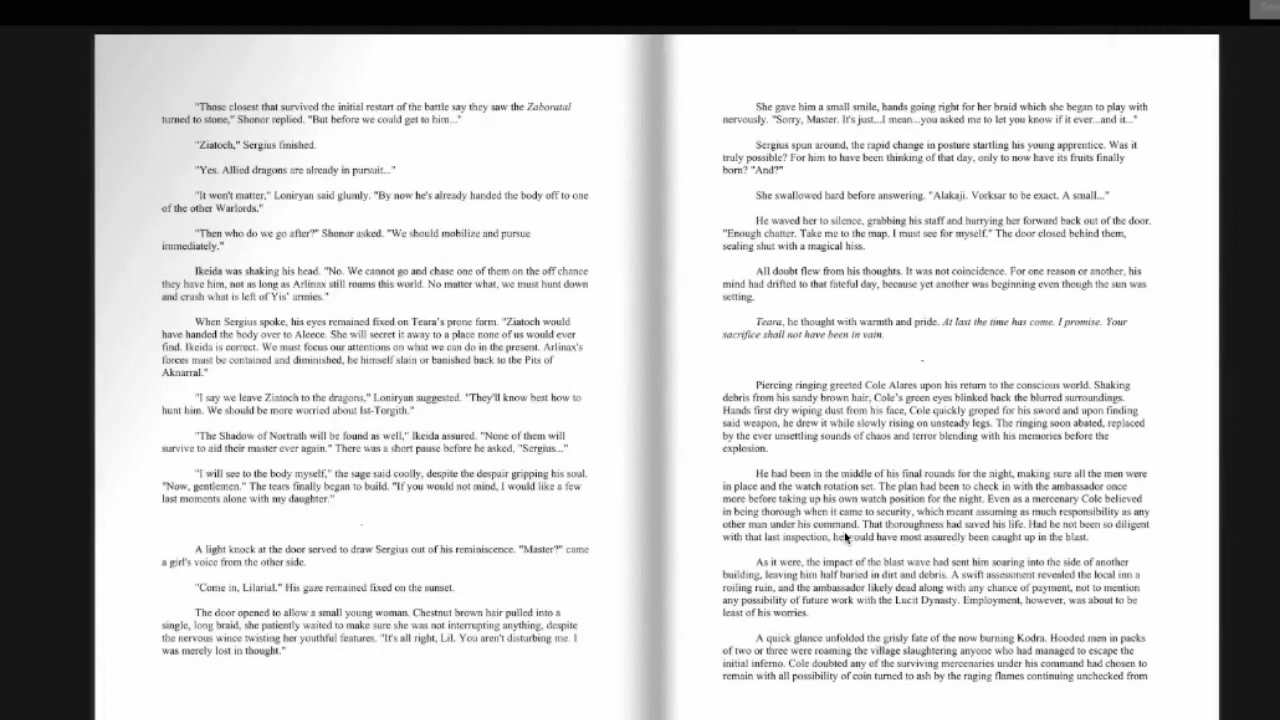 "Those closest that survived the initial restart of the battle say they saw the Zaboratal
turned to stone," Shonor replied. "But before we could get to him..."
"Ziatoch," Sergius finished.
"Yes. Allied dragons are already in pursuit..."
"It won't matter," Loniryan said glumly. "By now he's already handed the body off to one
of the other Warlords."
"Then who do we go after?" Shonor asked. "We should mobilize and pursue
immediately."
Ikeida was shaking his head. "No. We cannot go and chase one of them on the off chance
they have him, not as long as Arlinax still roams this world. No matter what, we must hunt down
and crush what is left of Yis' armies."
When Sergius spoke, his eyes remained fixed on Teara's prone form. "Ziatoch would
have handed the body over to Aleece. She will secret it away to a place none of us would ever
find. Ikeida is correct. We must focus our attentions on what we can do in the present. Arlinax's
forces must be contained and diminished, he himself slain or banished back to the Pits of
Aknarral."
"I say we leave Ziatoch to the dragons," Loniryan suggested. "They'll know best how to
hunt him. We should be more worried about Ist-Torgith."
"The Shadow of Nortrath will be found as well," Ikeida assured. "None of them will
survive to aid their master ever again." There was a short pause before he asked, "Sergius..."
"I will see to the body myself," the sage said coolly, despite the despair gripping his soul.
"Now, gentlemen." The tears finally began to build. "If you would not mind, I would like a few
last moments alone with my daughter."
.
A light knock at the door served to draw Sergius out of his reminiscence. "Master?" came
a girl's voice from the other side.
"Come in, Lilarial." His gaze remained fixed on the sunset.
The door opened to allow a small young woman. Chestnut brown hair pulled into a
single, long braid, she patiently waited to make sure she was not interrupting anything, despite
the nervous wince twisting her youthful features. "It's all right, Lil. You aren't disturbing me. I
was merely lost in thought."
She gave him a small smile, hands going right for her braid which she began to play with
nervously. "Sorry, Master. It's just...I mean...you asked me to let you know if it ever...and it..."
Sergius spun around, the rapid change in posture startling his young apprentice. Was it
truly possible? For him to have been thinking of that day, only to now have its fruits finally
born? "And?"
She swallowed hard before answering. "Alakaji. Vorksar to be exact. A small..."
He waved her to silence, grabbing his staff and hurrying her forward back out of the door.
"Enough chatter. Take me to the map. I must see for myself." The door closed behind them,
sealing shut with a magical hiss.
All doubt flew from his thoughts. It was not coincidence. For one reason or another, his
mind had drifted to that fateful day, because yet another was beginning even though the sun was
setting.
Teara, he thought with warmth and pride. At last the time has come. I promise. Your
sacrifice shall not have been in vain.
-
Piercing ringing greeted Cole Alares upon his return to the conscious world. Shaking
debris from his sandy brown hair, Cole's green eyes blinked back the blurred surroundings.
Hands first dry wiping dust from his face, Cole quickly groped for his sword and upon finding
said weapon, he drew it while slowly rising on unsteady legs. The ringing soon abated, replaced
by the ever unsettling sounds of chaos and terror blending with his memories before the
explosion.
He had been in the middle of his final rounds for the night, making sure all the men were
in place and the watch rotation set. The plan had been to check in with the ambassador once
more before taking up his own watch position for the night. Even as a mercenary Cole believed
in being thorough when it came to security, which meant assuming as much responsibility as any
other man under his command. That thoroughness had saved his life. Had he not been so diligent
with that last inspection, he would have most assuredly been caught up in the blast.
As it were, the impact of the blast wave had sent him soaring into the side of another
building, leaving him half buried in dirt and debris. A swift assessment revealed the local inn a
roiling ruin, and the ambassador likely dead along with any chance of payment, not to mention
any possibility of future work with the Lucit Dynasty. Employment, however, was about to be
least of his worries.
A quick glance unfolded the grisly fate of the now burning Kodra. Hooded men in packs
of two or three were roaming the village slaughtering anyone who had managed to escape the
initial inferno. Cole doubted any of the surviving mercenaries under his command had chosen to
remain with all possibility of coin turned to ash by the raging flames continuing unchecked from